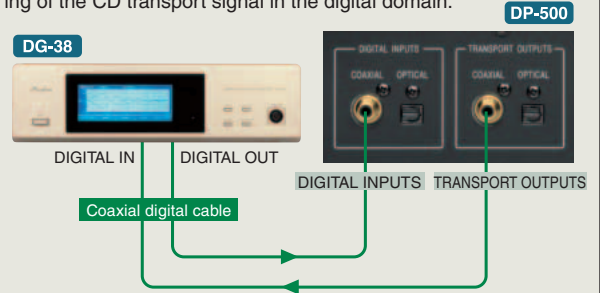 ing of the CD transport signal in the digital domain.
DP-500
DG-38
DIGITAL INPUTS
TRANSPORT OUTPUTS
COAXIAL OPTICAL
COAXIAL OPTICAL
DIGITAL IN
DIGITAL OUT
DIGITAL INPUTS
TRANSPORT OUTPUTS
Coaxial digital cable